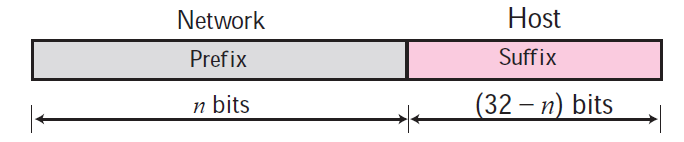 Network Host
Prefix Suffix
n bits (32 – n) bits